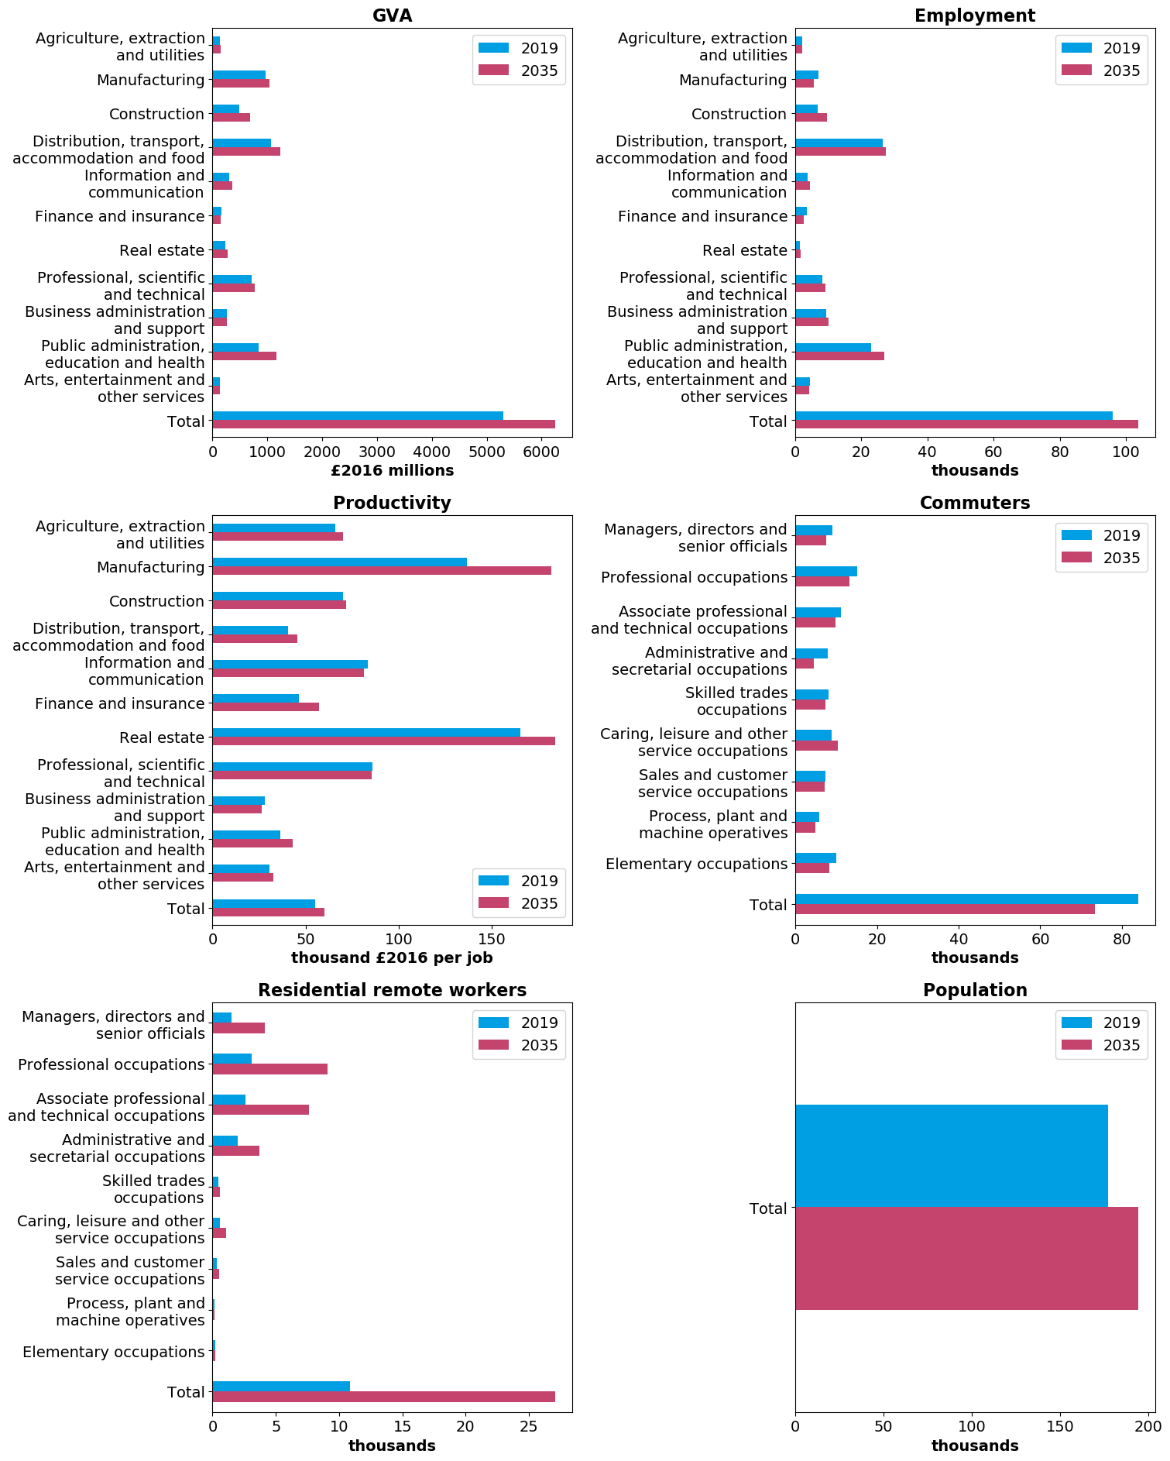 GVA
Agriculture, extraction
and utilities
Manufacturing
Construction
Distribution, transport,
accommodation and food
Information and
communication
Finance and insurance
Real estate
Professional, scientific
and technical
Business administration
and support
Public administration,
education and health
Arts, entertainment and
other services
Total
2019
2035
0 1000 2000 3000 4000 5000 6000
£2016 millions
Employment
Agriculture, extraction
and utilities
Manufacturing
Construction
Distribution, transport,
accommodation and food
Information and
communication
Finance and insurance
Real estate
Professional, scientific
and technical
Business administration
and support
Public administration,
education and health
Arts, entertainment and
other services
Total
2019
2035
0 20 40 60 80 100
thousands
Productivity
Agriculture, extraction
and utilities
Manufacturing
Construction
Distribution, transport,
accommodation and food
Information and
communication
Finance and insurance
Real estate
Professional, scientific
and technical
Business administration
and support
Public administration,
education and health
Arts, entertainment and
other services
Total
2019
2035
0 50 100 150
thousand £2016 per job
Commuters
Managers, directors and
senior officials
Professional occupations
Associate professional
and technical occupations
Administrative and
secretarial occupations
Skilled trades
occupations
Caring, leisure and other
service occupations
Sales and customer
service occupations
Process, plant and
machine operatives
Elementary occupations
Total
2019
2035
0 20 40 60 80
thousands
Residential remote workers
Managers, directors and
senior officials
Professional occupations
Associate professional
and technical occupations
Administrative and
secretarial occupations
Skilled trades
occupations
Caring, leisure and other
service occupations
Sales and customer
service occupations
Process, plant and
machine operatives
Elementary occupations
Total
2019
2035
0 5 10 15 20 25
thousands
Population
2019
2035
Total
0 50 100 150 200
thousands